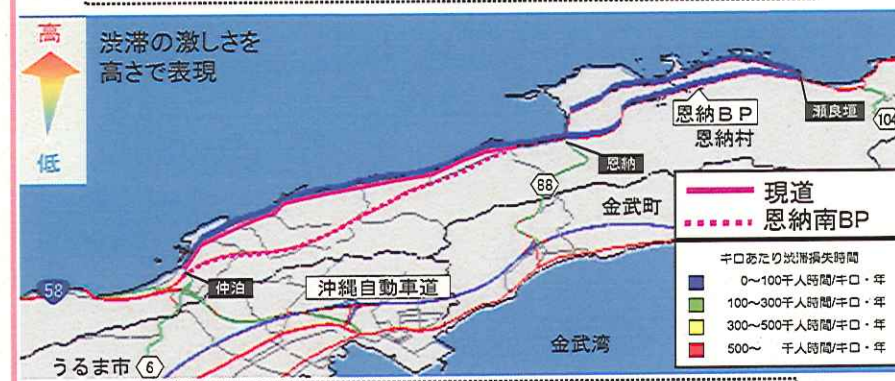 高
低
渋滞の激しさを
高さで表現
恩納BP
恩納村
瀬良垣
104
恩納
88
金武町
現道
恩納南BP
キロあたり渋滞損失時間
0～100千人時間/キロ・年
100～300千人時間/キロ・年
300～500千人時間/キロ・年
500～ 千人時間/キロ・年
58
仲泊
沖縄自動車道
うるま市
6
金武湾